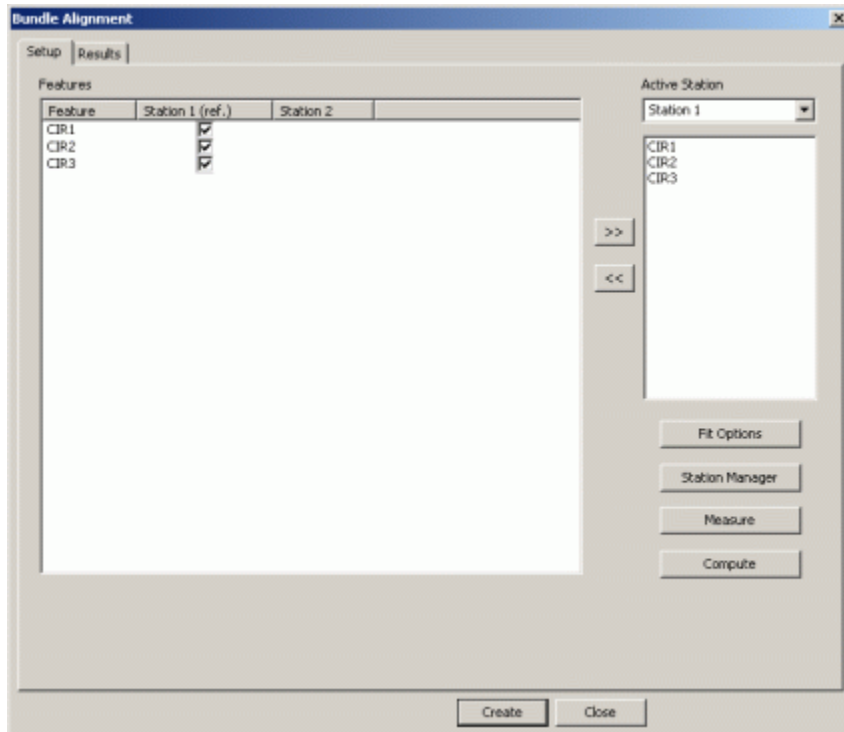 Bundle Alignment
Setup Results
Features
Feature Station 1 (ref.) Station 2
CIR1
CIR2
CIR3
Active Station
Station 1
CIR1
CIR2
CIR3
>>
<<
Fit Options
Station Manager
Measure
Compute
Create Close